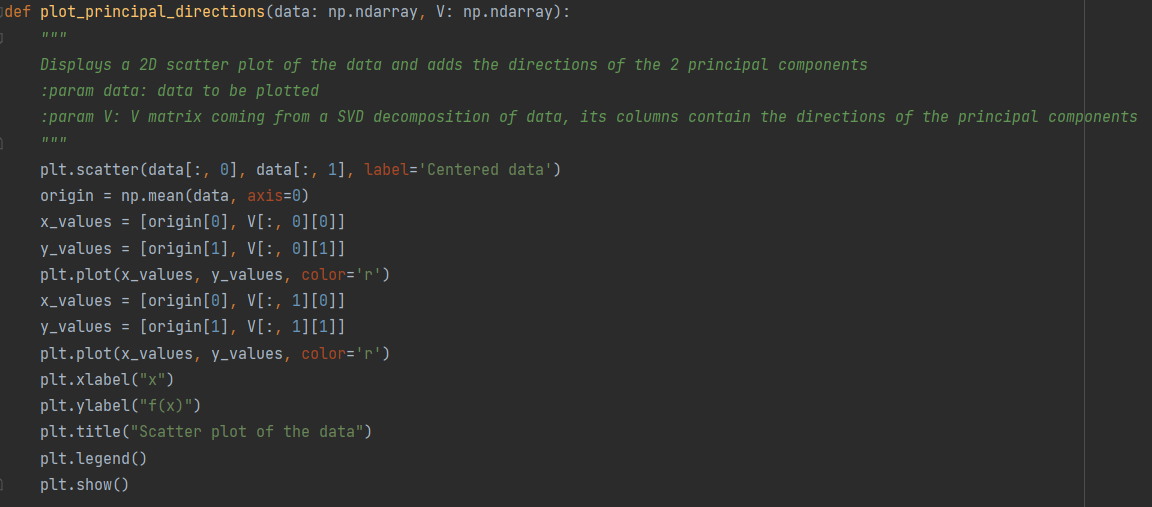 def plot_principal_directions(data: np.ndarray, V: np.ndarray):
    """
    Displays a 2D scatter plot of the data and adds the directions of the 2 principal components
    :param data: data to be plotted
    :param V: V matrix coming from a SVD decomposition of data, its columns contain the directions of the principal components
    """
    plt.scatter(data[:, 0], data[:, 1], label='Centered data')
    origin = np.mean(data, axis=0)
    x_values = [origin[0], V[:, 0][0]]
    y_values = [origin[1], V[:, 0][1]]
    plt.plot(x_values, y_values, color='r')
    x_values = [origin[0], V[:, 1][0]]
    y_values = [origin[1], V[:, 1][1]]
    plt.plot(x_values, y_values, color='r')
    plt.xlabel("x")
    plt.ylabel("f(x)")
    plt.title("Scatter plot of the data")
    plt.legend()
    plt.show()